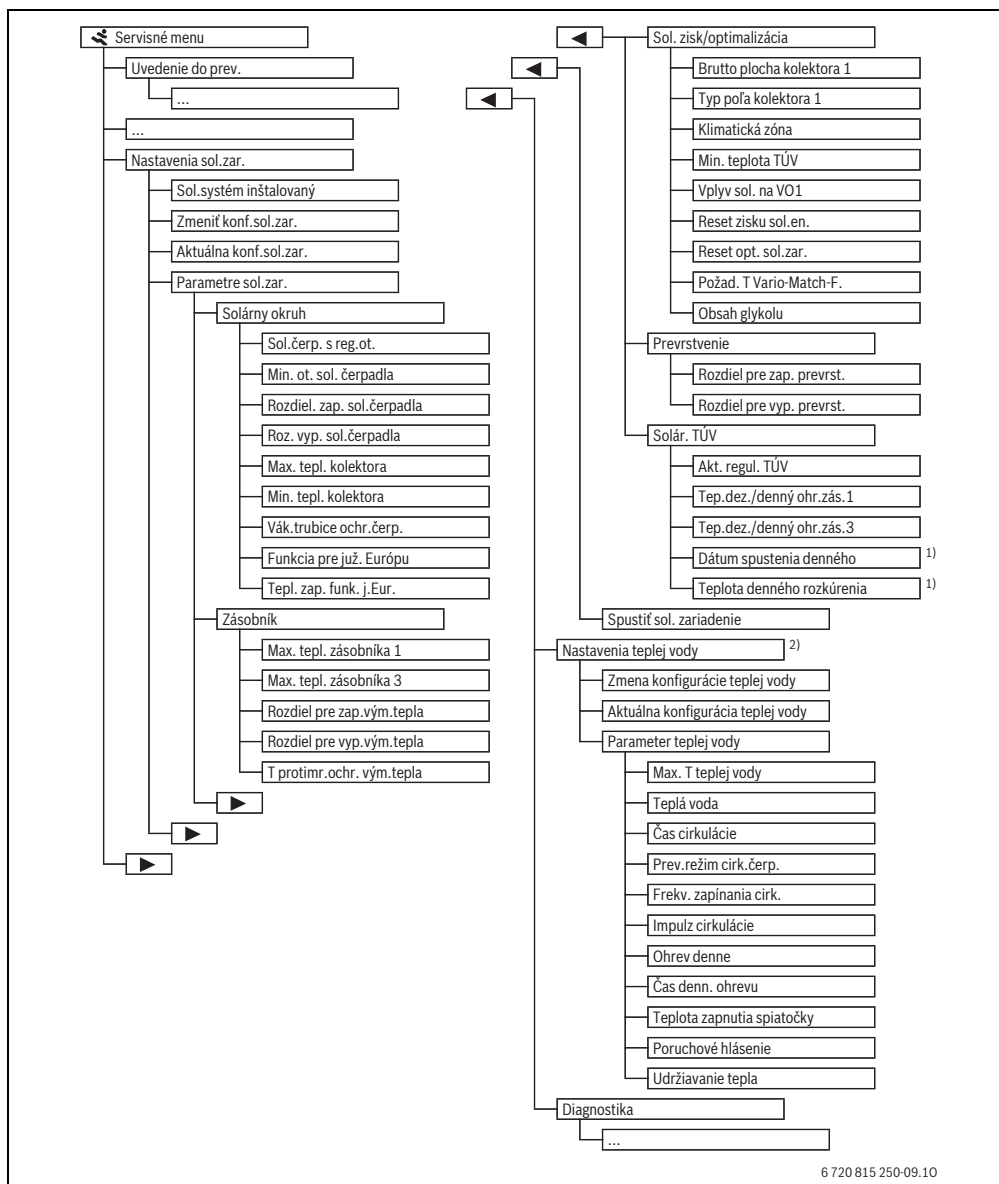 Servisné menu
Uvedenie do prev.
...
...
Nastavenia sol.zar.
Sol.systém inštalovaný
Zmeniť konf.sol.zar.
Aktuálna konf.sol.zar.
Parametre sol.zar.
Solárny okruh
Sol.čerp. s reg.ot.
Min. ot. sol. čerpadla
Rozdiel. zap. sol.čerpadla
Roz. vyp. sol.čerpadla
Max. tepl. kolektora
Min. tepl. kolektora
Vák.trubice ochr.čerp.
Funkcia pre juž. Európu
Tepl. zap. funk. j.Eur.
Zásobník
Max. tepl. zásobníka 1
Max. tepl. zásobníka 3
Rozdiel pre zap.vým.tepla
Rozdiel pre vyp.vým.tepla
T protimr.ochr. vým.tepla
Sol. zisk/optimalizácia
Brutto plocha kolektora 1
Typ poľa kolektora 1
Klimatická zóna
Min. teplota TÚV
Vplyv sol. na VO1
Reset zisku sol.en.
Reset opt. sol.zar.
Požad. T Vario-Match-F.
Obsah glykolu
Prevrstvenie
Rozdiel pre zap. prevrst.
Rozdiel pre vyp. prevrst.
Solár. TÚV
Akt. regul. TÚV
Tep.dez./denný ohr.zás.1
Tep.dez./denný ohr.zás.3
Dátum spustenia denného 1)
Teplota denného rozkúrenia 1)
Spustiť sol. zariadenie
Nastavenia teplej vody 2)
Zmena konfigurácie teplej vody
Aktuálna konfigurácia teplej vody
Parameter teplej vody
Max. T teplej vody
Teplá voda
Čas cirkulácie
Prev.režim cirk.čerp.
Frekv. zapínania cirk.
Impulz cirkulácie
Ohrev denne
Čas denn. ohrevu
Teplota zapnutia spiatočky
Poruchové hlásenie
Udržiavanie tepla
Diagnostika
...
6 720 815 250-09.1O